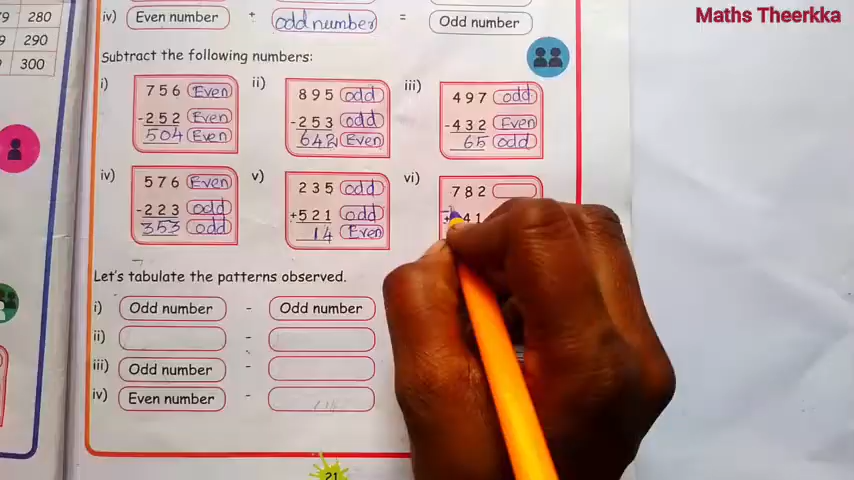 Maths Theerkka
9 280
9 290
300
iv) Even number + odd number = Odd number
Subtract the following numbers:
i) 756 Even
-252 Even
504 Even
ii) 895 odd
-253 odd
642 Even
iii) 497 odd
-432 Even
65 odd
iv) 576 Even
-223 odd
353 odd
v) 235 odd
+521 odd
14 Even
vi) 782
+ 41
Let's tabulate the patterns observed.
i) Odd number - Odd number
ii) -
iii) Odd number -
iv) Even number -
21